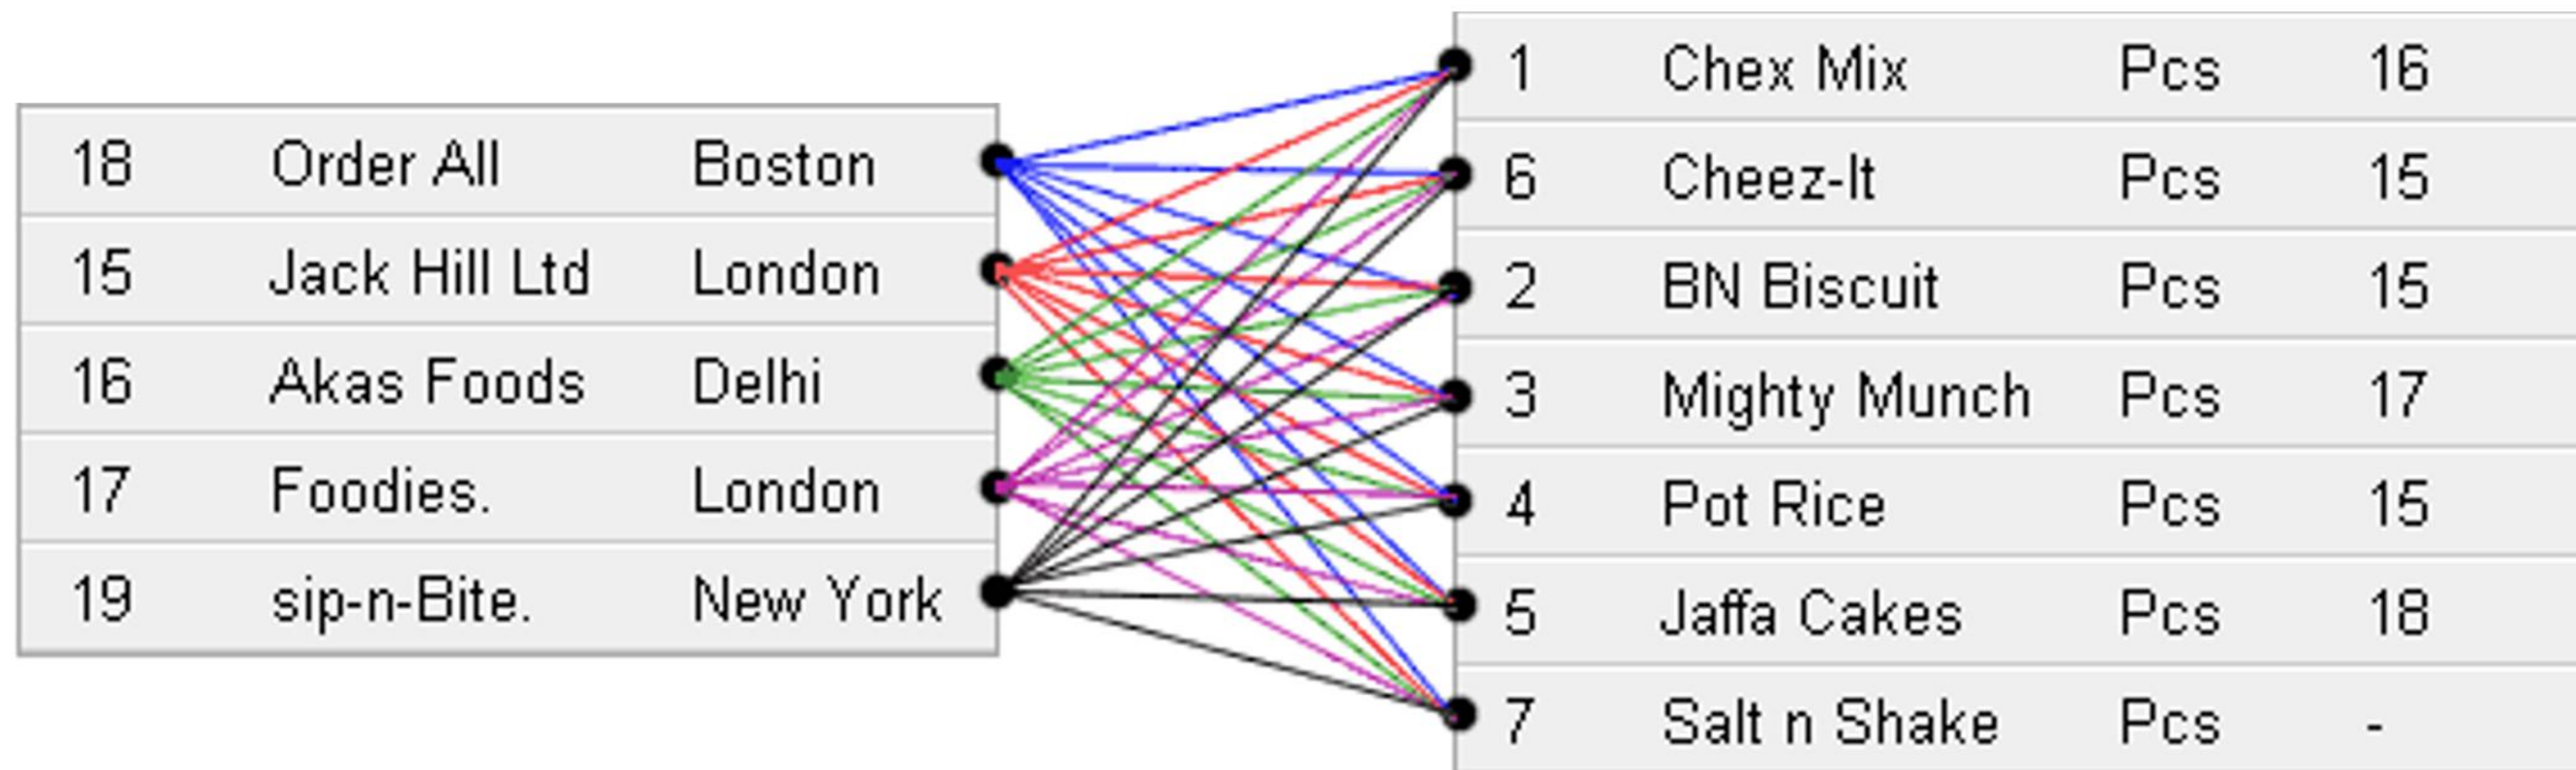 18 Order All Boston
15 Jack Hill Ltd London
16 Akas Foods Delhi
17 Foodies. London
19 sip-n-Bite. New York
1 Chex Mix Pcs 16
6 Cheez-It Pcs 15
2 BN Biscuit Pcs 15
3 Mighty Munch Pcs 17
4 Pot Rice Pcs 15
5 Jaffa Cakes Pcs 18
7 Salt n Shake Pcs -